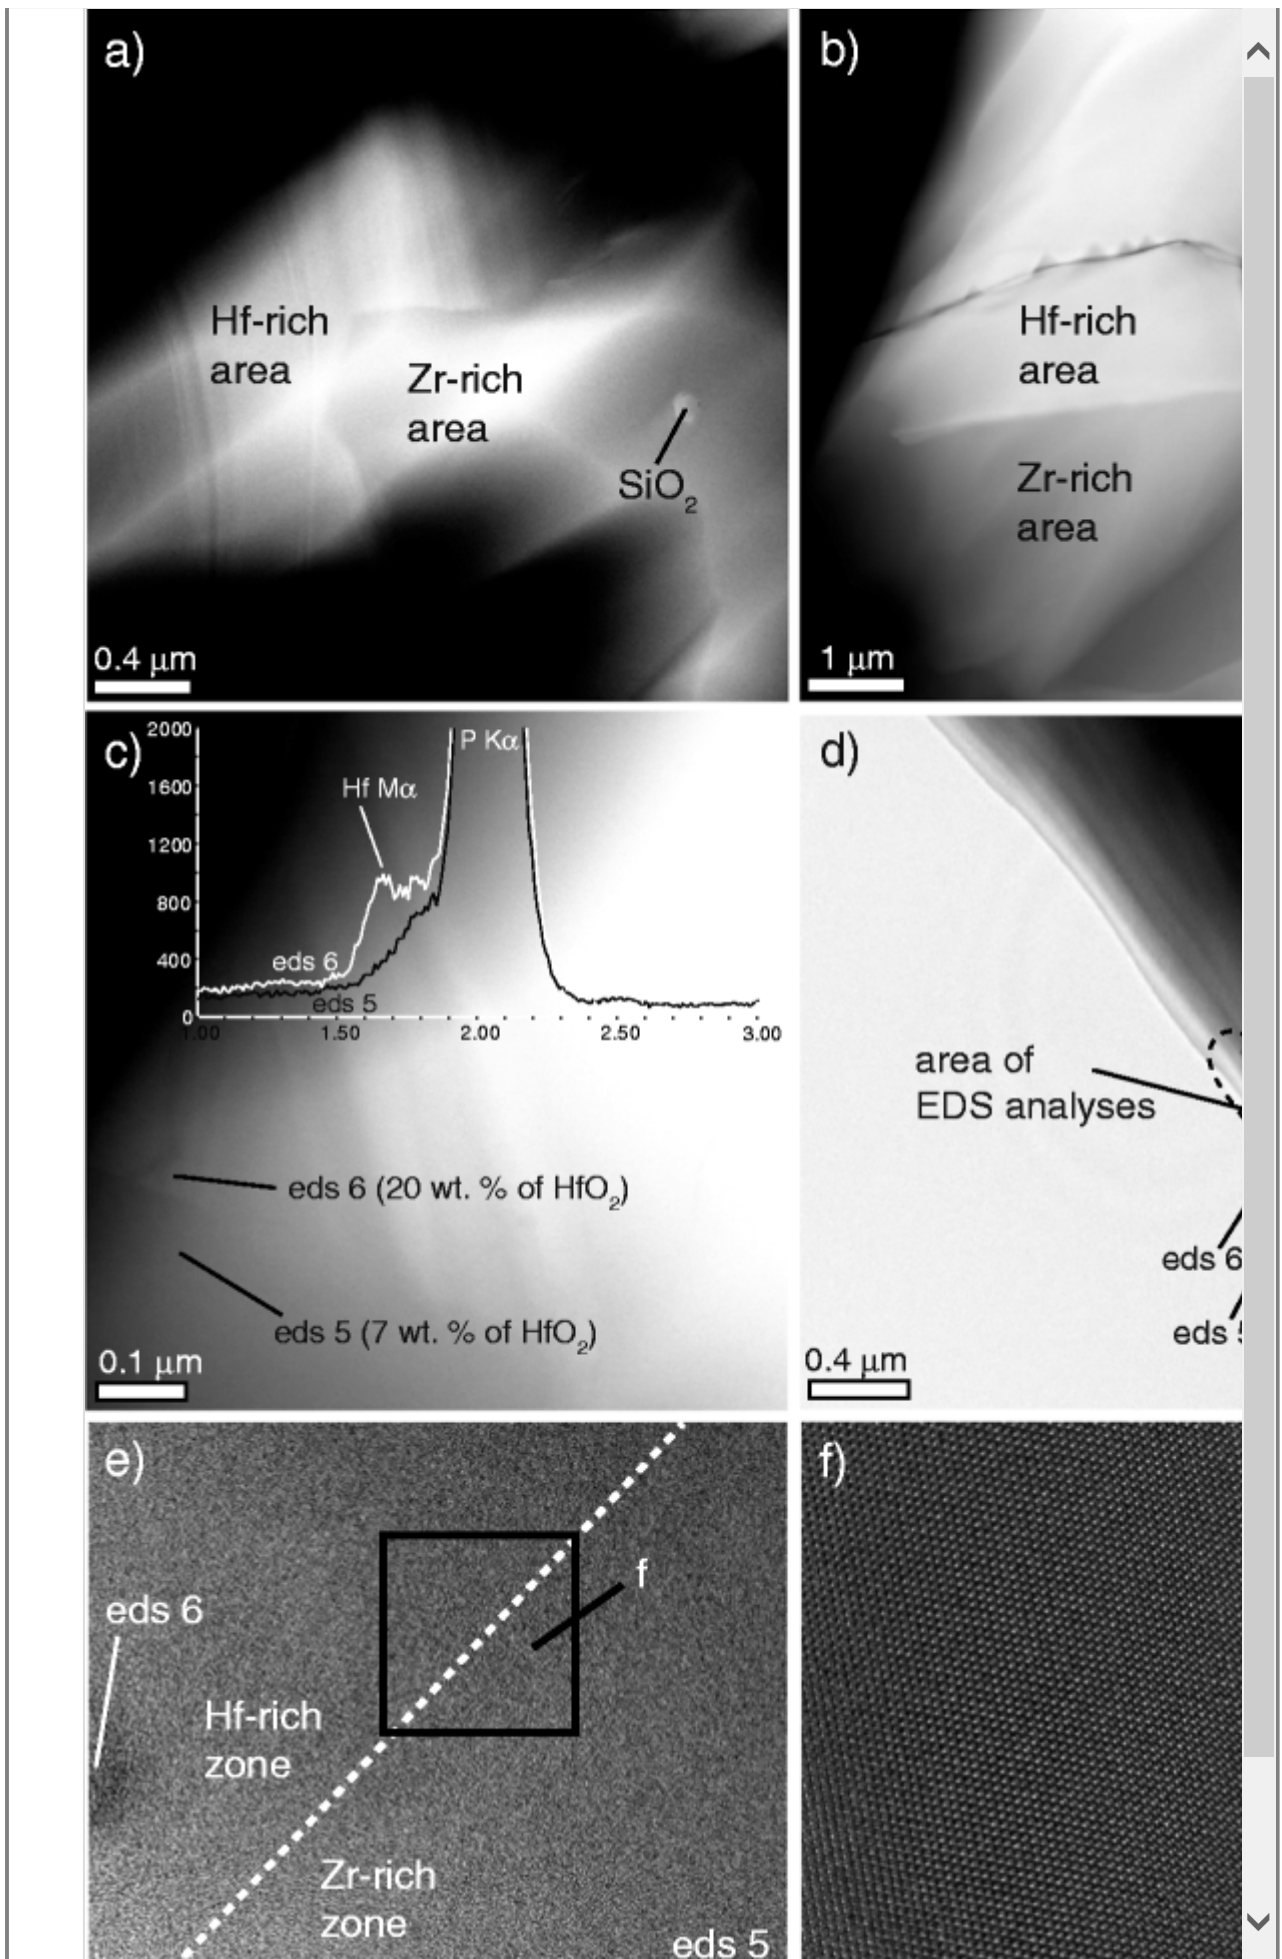 a)
Hf-rich
area
Zr-rich
area
SiO₂
0.4 μm
b)
Hf-rich
area
Zr-rich
area
1 μm
c)
2000
1600
1200
800
400
0
P Kα
Hf Mα
eds 6
eds 5
1.00
1.50
2.00
2.50
3.00
eds 6 (20 wt. % of HfO₂)
eds 5 (7 wt. % of HfO₂)
0.1 μm
d)
area of
EDS analyses
eds 6
eds
0.4 μm
e)
f
eds 6
Hf-rich
zone
Zr-rich
zone
eds 5
f)